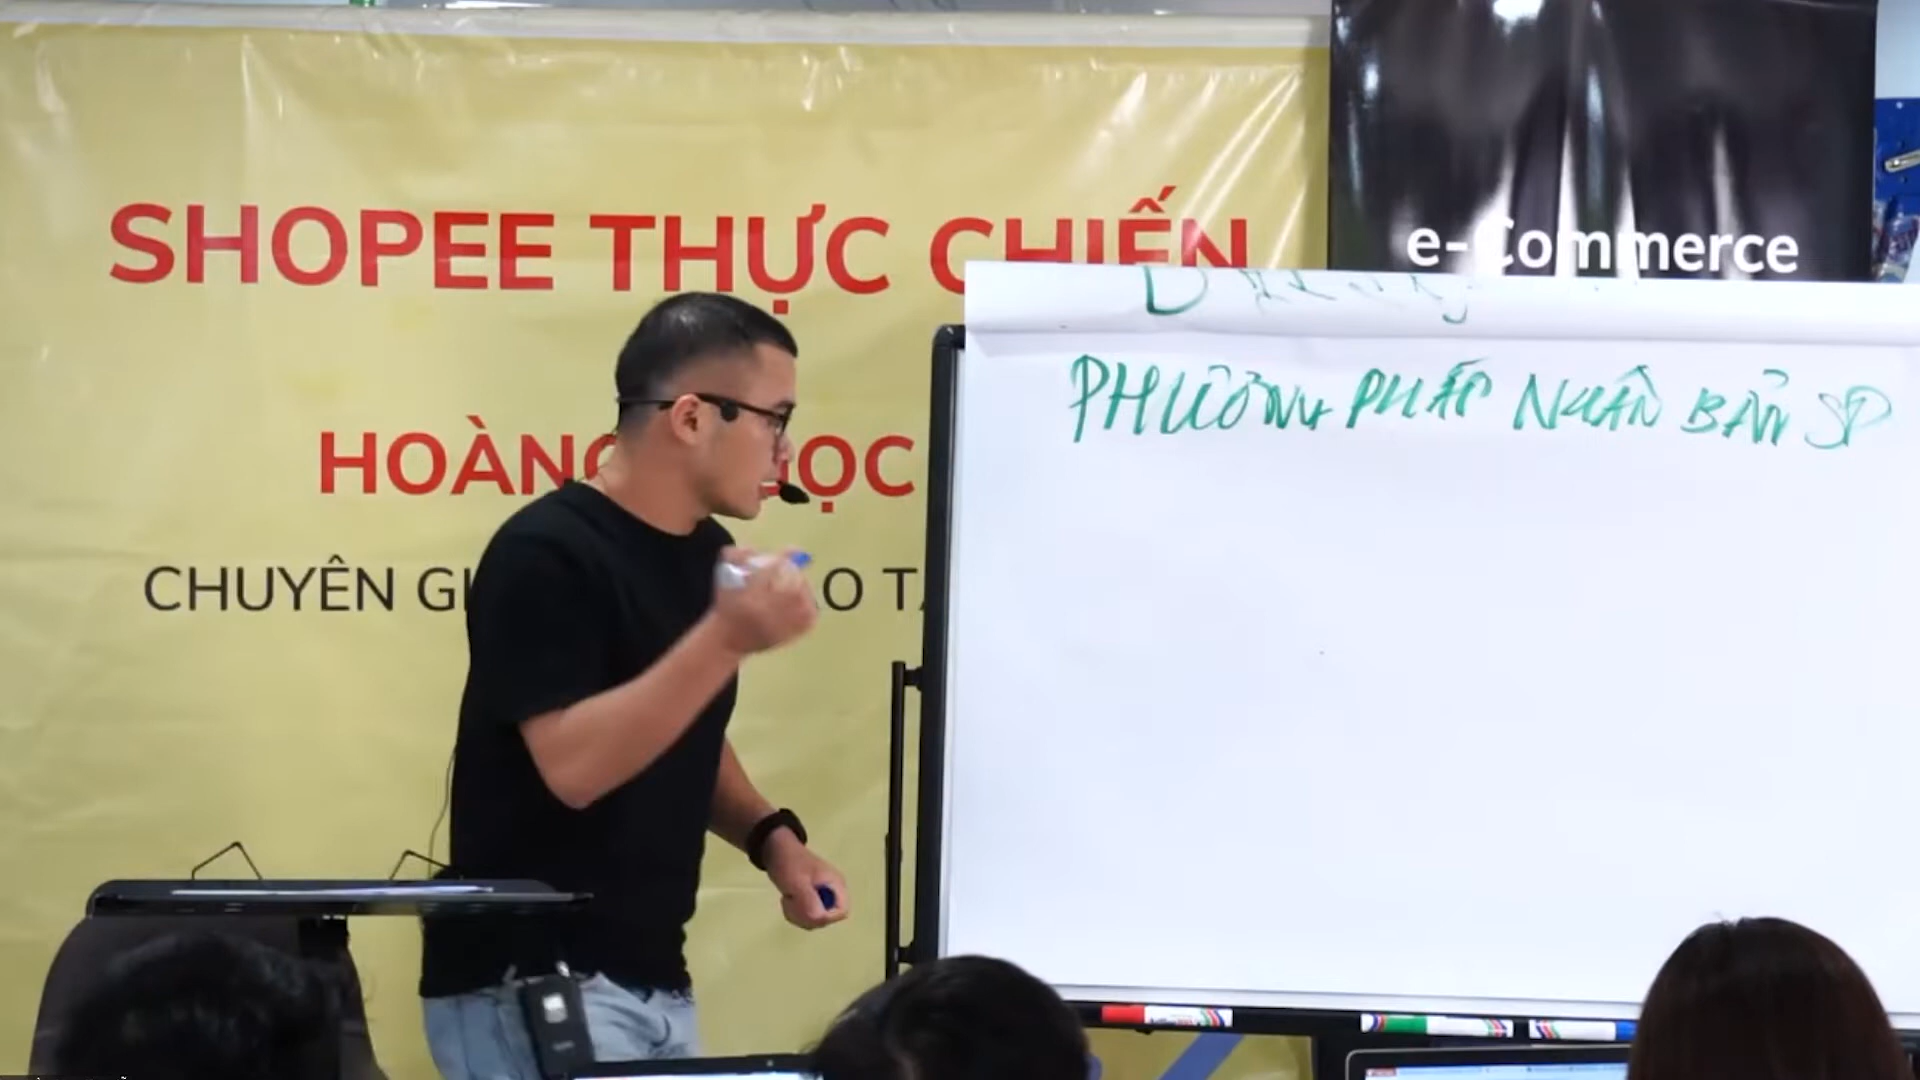 SHOPEE THỰC CHIẾN
e-Commerce
PHƯƠNG PHÁP NHÂN BẢN SP
HOÀNG
CHUYÊN GI